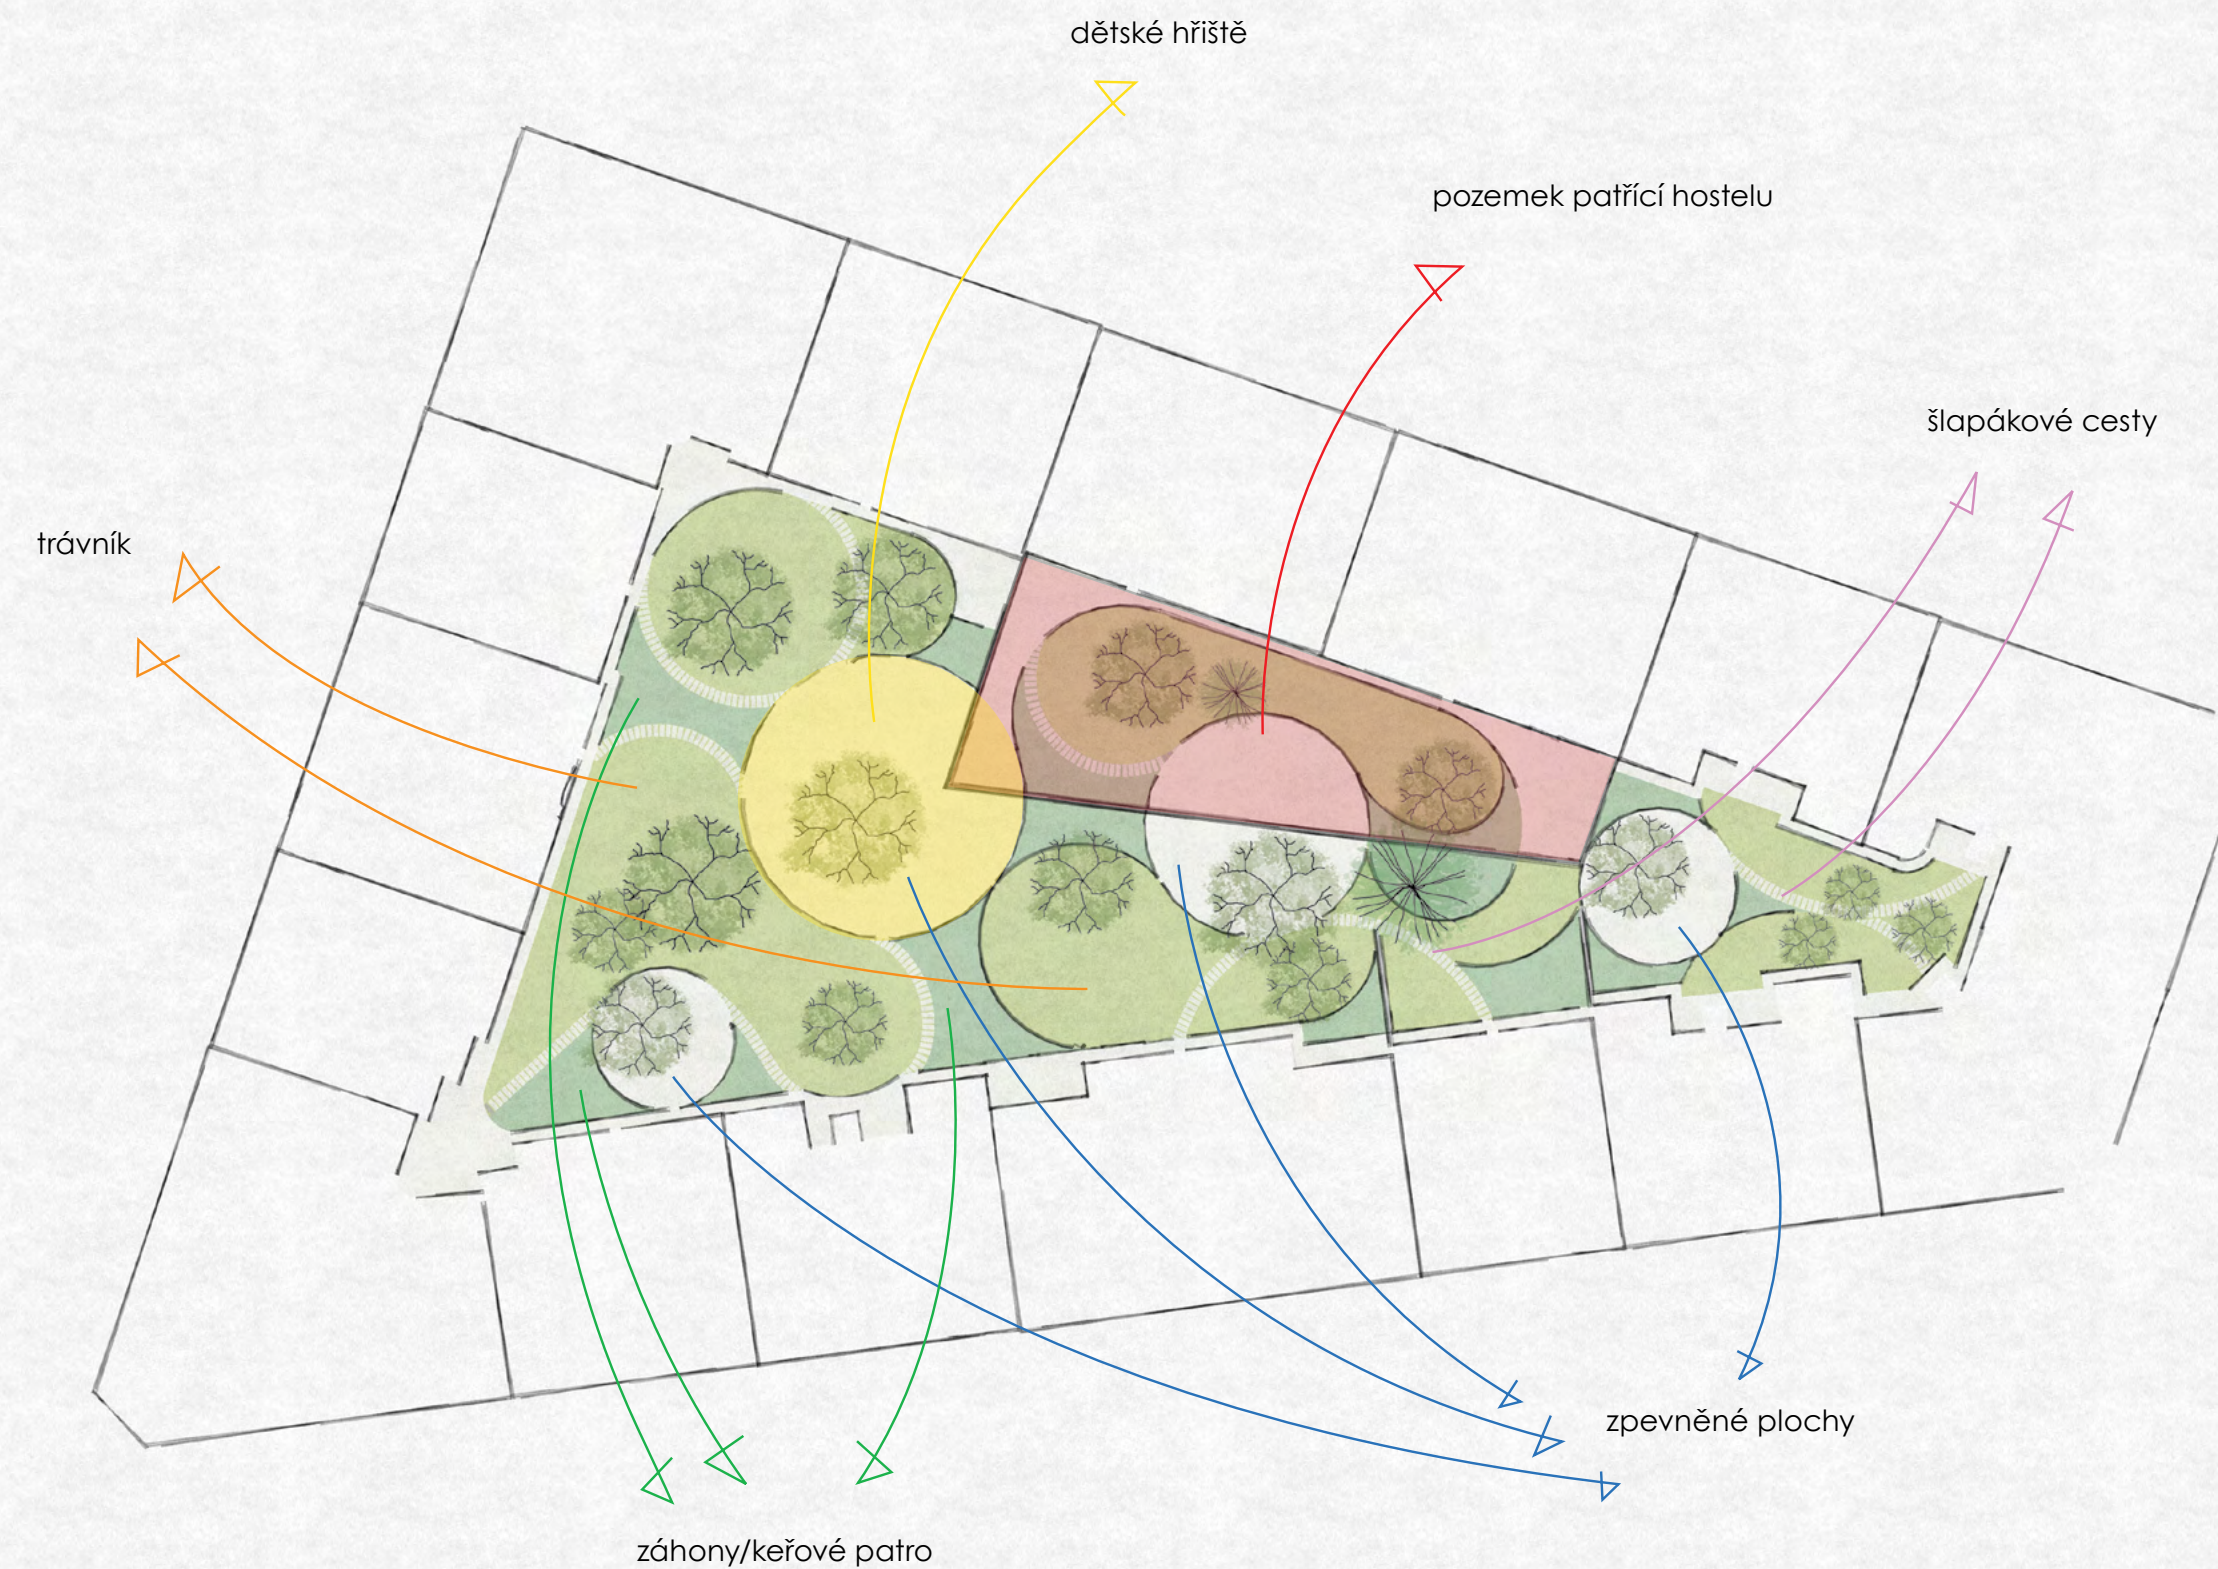 dětské hřiště
pozemek patřící hostelu
šlapákové cesty
trávník
zpevněné plochy
záhony/keřové patro